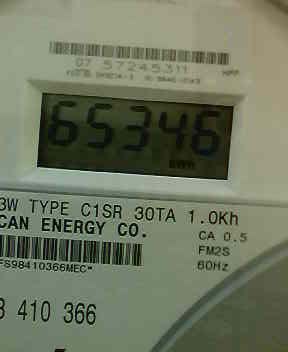 07 57245311
65346
KWH
3W TYPE C1SR 30TA 1.0Kh
CAN ENERGY CO.
CA 0.5
FM2S
60Hz
FS98410366MEC*
3 410 366